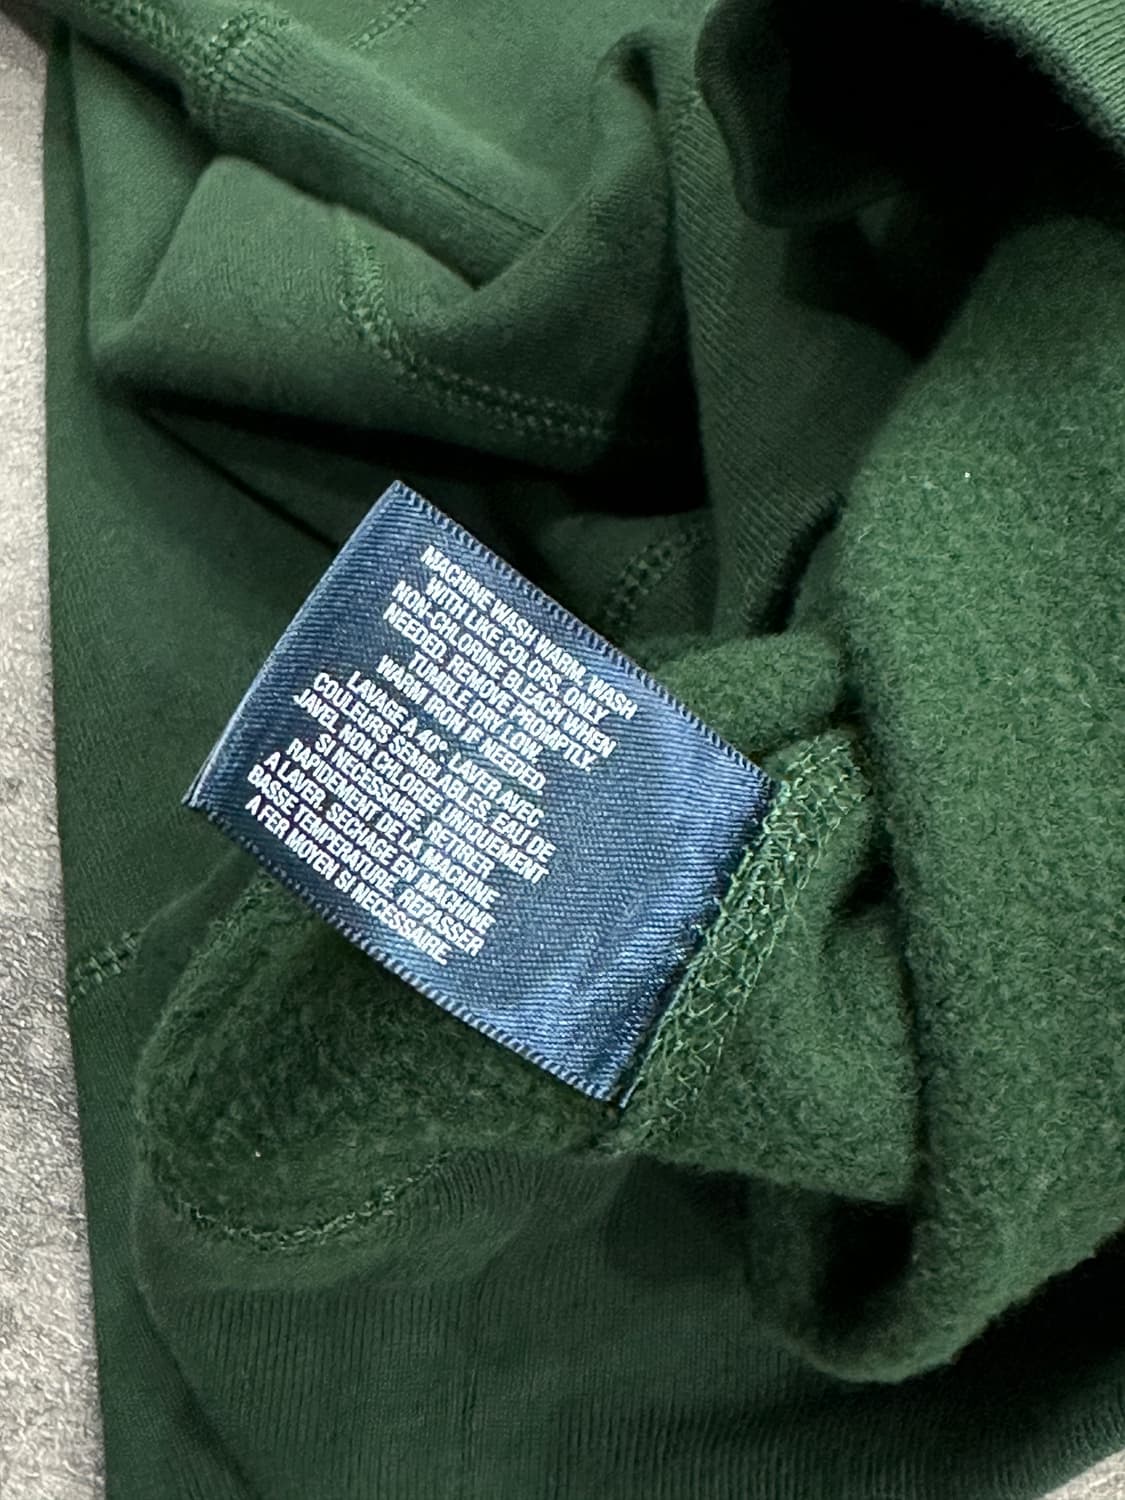 MACHINE WASH WARM. WASH
WITH LIKE COLORS. ONLY
NON-CHLORINE BLEACH WHEN
NEEDED. REMOVE PROMPTLY.
TUMBLE DRY LOW.
WARM IRON IF NEEDED.
LAVAGE A 40°. LAVER AVEC
COULEURS SEMBLABLES. EAU DE
JAVEL NON CHLOREE UNIQUEMENT
SI NECESSAIRE. RETIRER
RAPIDEMENT DE LA MACHINE
A LAVER. SECHAGE EN MACHINE
BASSE TEMPERATURE. REPASSER
A FER MOYEN SI NECESSAIRE